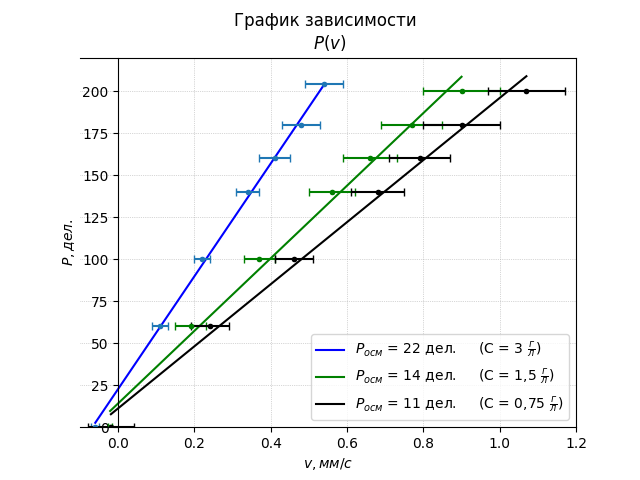 График зависимости
P(v)
200
175
150
125
100
75
50
25
0
P, дел.
P_осм = 22 дел. (C = 3 г/л)
P_осм = 14 дел. (C = 1,5 г/л)
P_осм = 11 дел. (C = 0,75 г/л)
0.0 0.2 0.4 0.6 0.8 1.0 1.2
v, мм/с